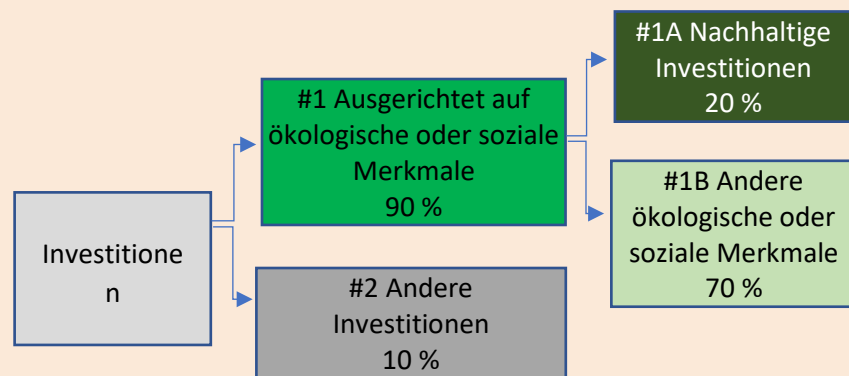 #1A Nachhaltige
Investitionen
20 %
#1 Ausgerichtet auf
ökologische oder soziale
Merkmale
90 %
#1B Andere
ökologische oder
soziale Merkmale
70 %
Investitione
n
#2 Andere
Investitionen
10 %